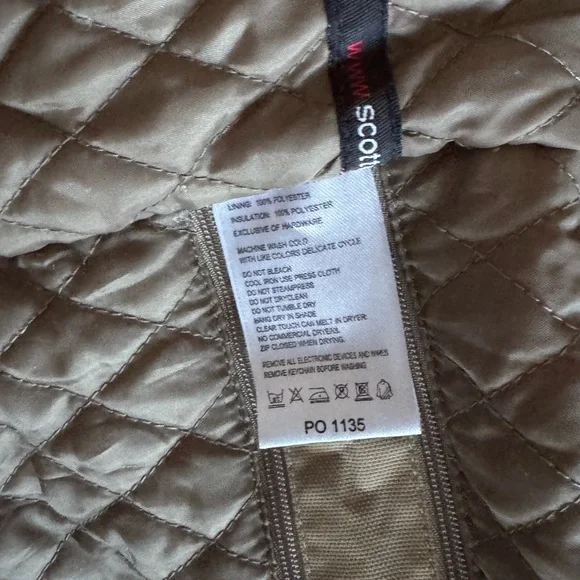 www.scott
LINING: 100% POLYESTER
INSULATION: 100% POLYESTER
EXCLUSIVE OF HARDWARE
MACHINE WASH COLD
WITH LIKE COLORS DELICATE CYCLE
DO NOT BLEACH
COOL IRON USE PRESS CLOTH
DO NOT STEAMPRESS
DO NOT DRYCLEAN
DO NOT TUMBLE DRY
HANG DRY IN SHADE
CLEAR TOUCH CAN MELT IN DRYER.
NO COMMERCIAL DRYERS.
ZIP CLOSED WHEN DRYING.
REMOVE ALL ELECTRONIC DEVICES AND WIRES
REMOVE KEYCHAIN BOFORE WASHING
PO 1135